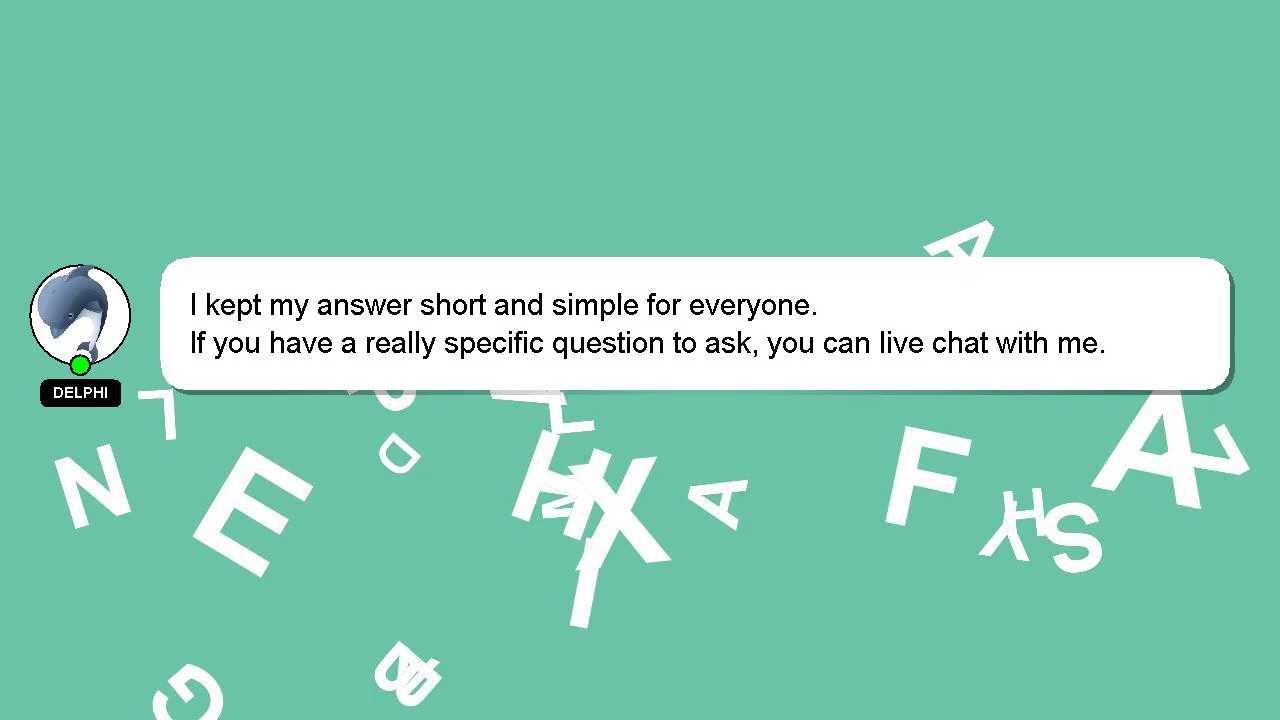 I kept my answer short and simple for everyone.
If you have a really specific question to ask, you can live chat with me.
DELPHI
A
L
N
E
D
H
X
A
F
A
H
S
G
B